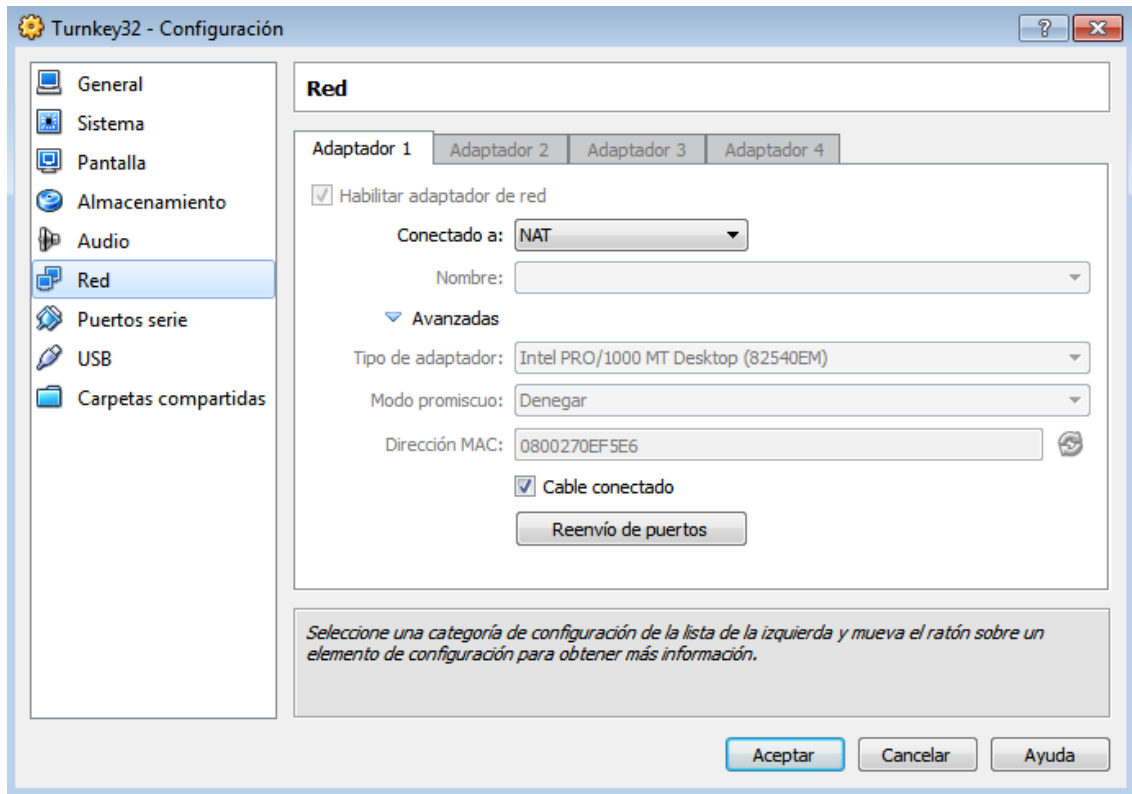 Turnkey32 - Configuración
General
Sistema
Pantalla
Almacenamiento
Audio
Red
Puertos serie
USB
Carpetas compartidas
Red
Adaptador 1 Adaptador 2 Adaptador 3 Adaptador 4
Habilitar adaptador de red
Conectado a: NAT
Nombre:
Avanzadas
Tipo de adaptador: Intel PRO/1000 MT Desktop (82540EM)
Modo promiscuo: Denegar
Dirección MAC: 0800270EF5E6
Cable conectado
Reenvío de puertos
Seleccione una categoría de configuración de la lista de la izquierda y mueva el ratón sobre un
elemento de configuración para obtener más información.
Aceptar Cancelar Ayuda